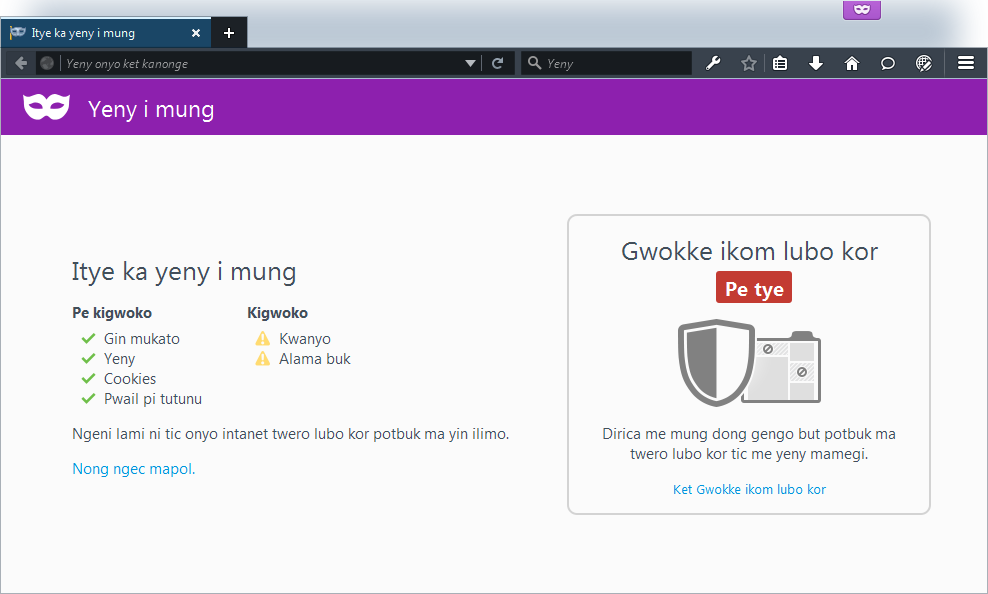 Itye ka yeny i mung
Yeny onyo ket kanonge
Yeny
Yeny i mung
Itye ka yeny i mung
Pe kigwoko
Gin mukato
Yeny
Cookies
Pwail pi tutunu
Kigwoko
Kwanyo
Alama buk
Ngeni lami ni tic onyo intanet twero lubo kor potbuk ma yin ilimo.
Nong ngec mapol.
Gwokke ikom lubo kor
Pe tye
Dirica me mung dong gengo but potbuk ma
twero lubo kor tic me yeny mamegi.
Ket Gwokke ikom lubo kor